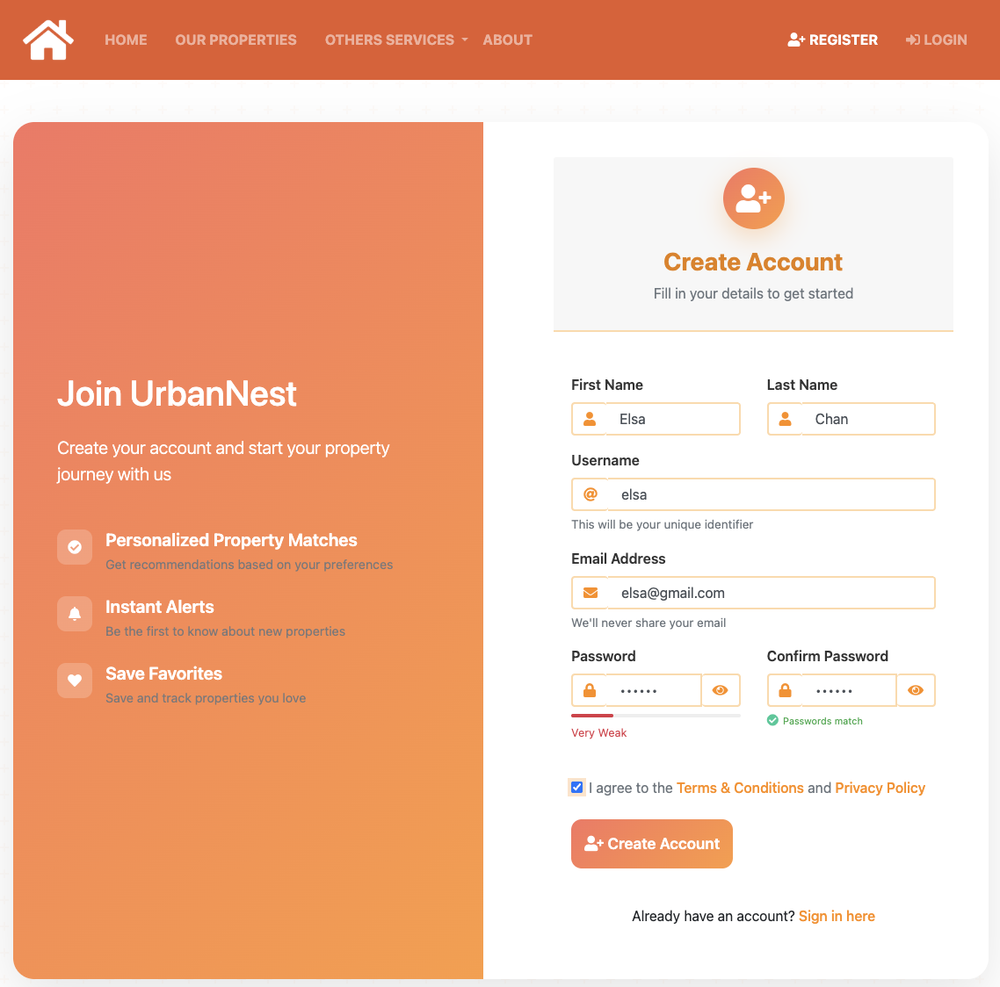 HOME
OUR PROPERTIES
OTHERS SERVICES
ABOUT
REGISTER
LOGIN
Join UrbanNest
Create your account and start your property
journey with us
Personalized Property Matches
Get recommendations based on your preferences
Instant Alerts
Be the first to know about new properties
Save Favorites
Save and track properties you love
Create Account
Fill in your details to get started
First Name
Last Name
Elsa
Chan
Username
@ elsa
This will be your unique identifier
Email Address
elsa@gmail.com
We'll never share your email
Password
Confirm Password
••••••
••••••
Very Weak
Passwords match
I agree to the Terms & Conditions and Privacy Policy
Create Account
Already have an account? Sign in here